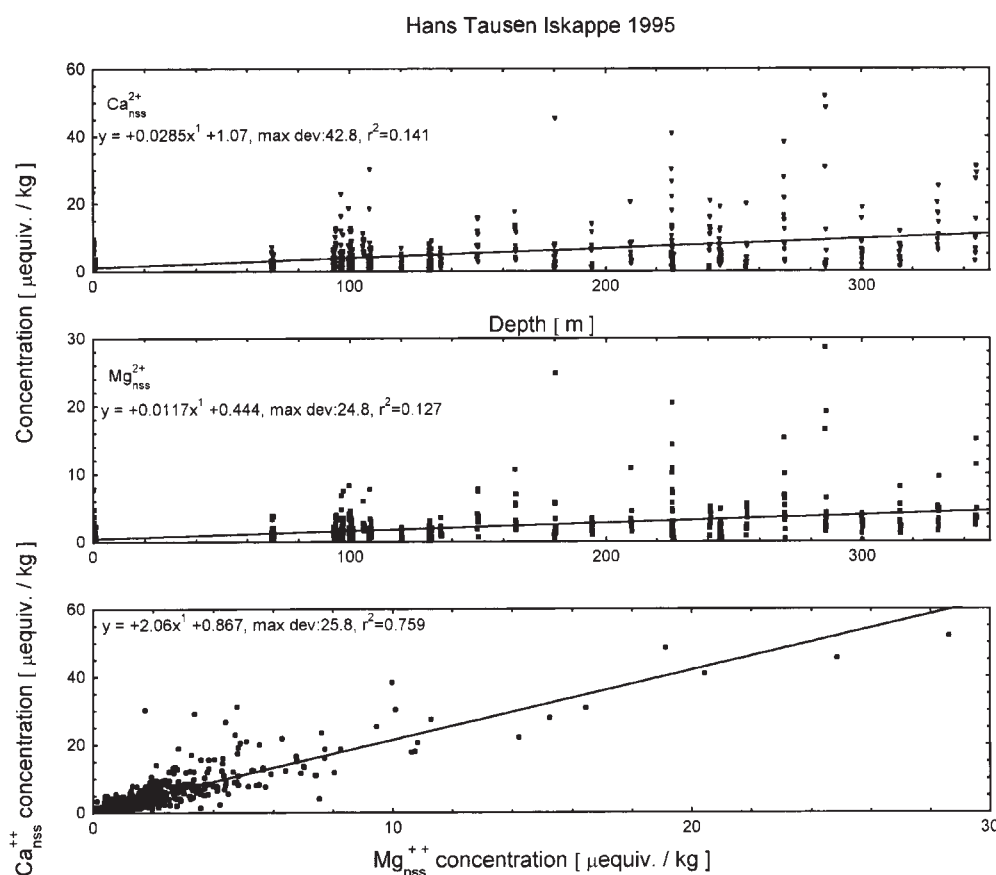 Hans Tausen Iskappe 1995
Concentration [ μequiv. / kg ]
60
40
20
0
Ca²⁺nss
y = +0.0285x¹ +1.07, max dev:42.8, r²=0.141
0 100 200 300
Depth [ m ]
30
20
10
0
Mg²⁺nss
y = +0.0117x¹ +0.444, max dev:24.8, r²=0.127
0 100 200 300
Ca⁺⁺nss concentration [ μequiv. / kg ]
60
40
20
0
y = +2.06x¹ +0.867, max dev:25.8, r²=0.759
0 10 20 30
Mg⁺⁺nss concentration [ μequiv. / kg ]